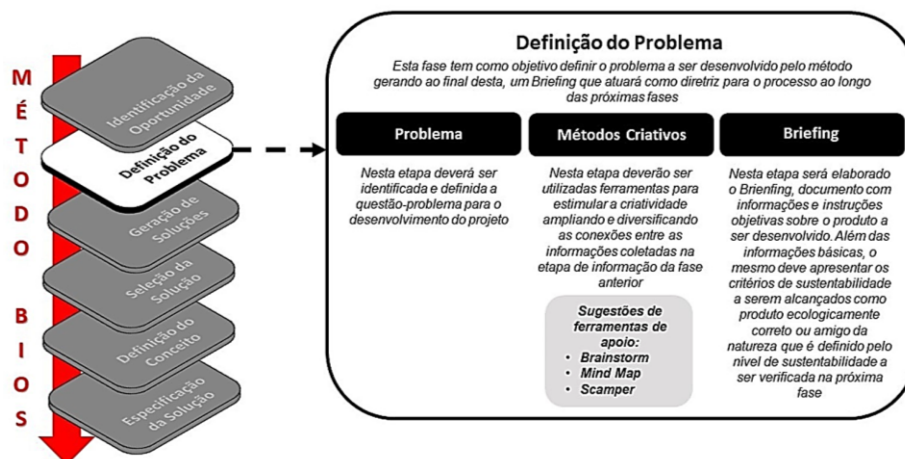 MÉTODO BIOS
Identificação da
Oportunidade
Definição do
Problema
Geração de
Soluções
Seleção da
Solução
Definição do
Conceito
Especificação
da Solução
Definição do Problema
Esta fase tem como objetivo definir o problema a ser desenvolvido pelo método
gerando ao final desta, um Briefing que atuará como diretriz para o processo ao longo
das próximas fases
Problema
Nesta etapa deverá ser
identificada e definida a
questão-problema para o
desenvolvimento do projeto
Métodos Criativos
Nesta etapa deverão ser
utilizadas ferramentas para
estimular a criatividade
ampliando e diversificando
as conexões entre as
informações coletadas na
etapa de informação da fase
anterior
Sugestões de
ferramentas de
apoio:
• Brainstorm
• Mind Map
• Scamper
Briefing
Nesta etapa será elaborado
o Brienfing, documento com
informações e instruções
objetivas sobre o produto a
ser desenvolvido. Além das
informações básicas, o
mesmo deve apresentar os
critérios de sustentabilidade
a serem alcançados como
produto ecologicamente
correto ou amigo da
natureza que é definido pelo
nível de sustentabilidade a
ser verificada na próxima
fase